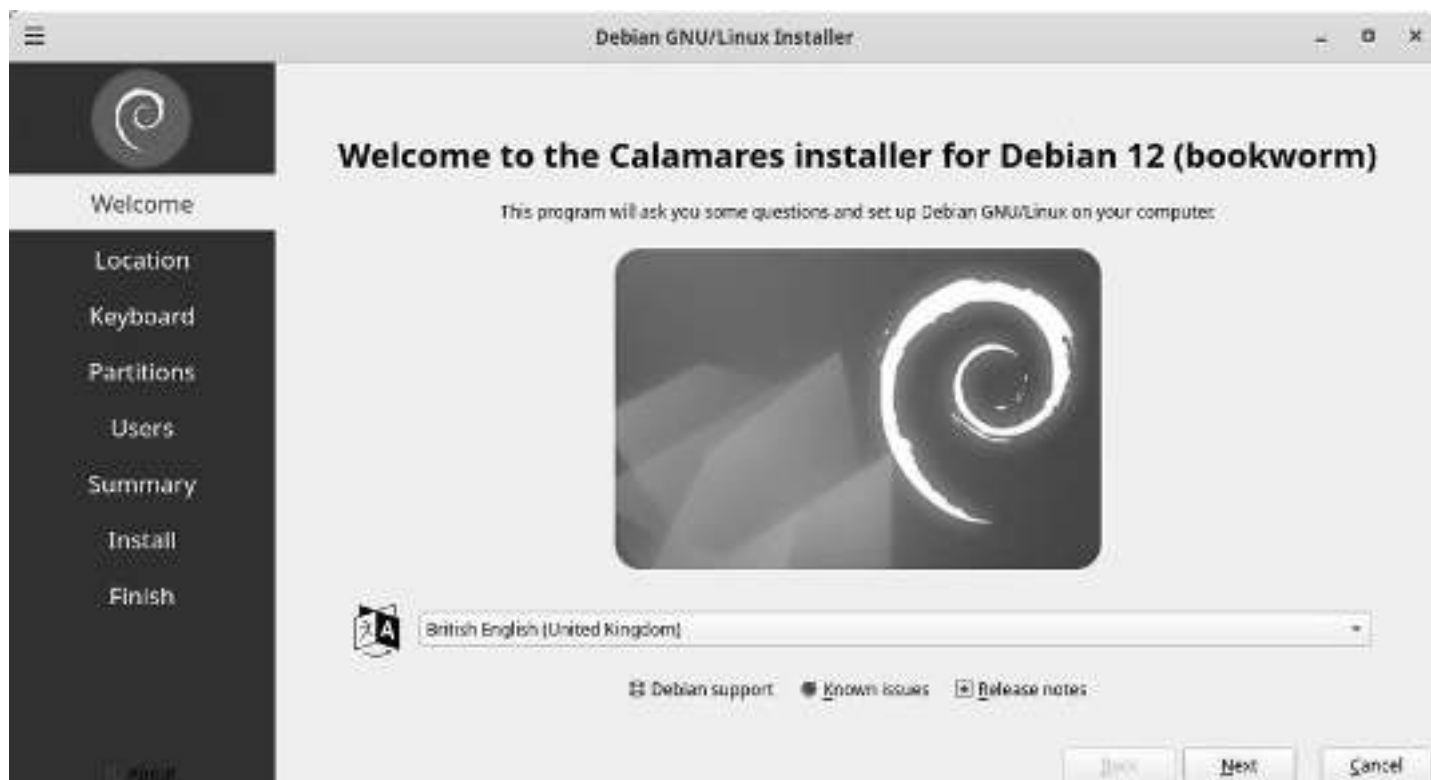 Debian GNU/Linux Installer
Welcome
Location
Keyboard
Partitions
Users
Summary
Install
Finish
Welcome to the Calamares installer for Debian 12 (bookworm)
This program will ask you some questions and set up Debian GNU/Linux on your computer.
British English (United Kingdom)
Debian support Known issues Release notes
Back Next Cancel